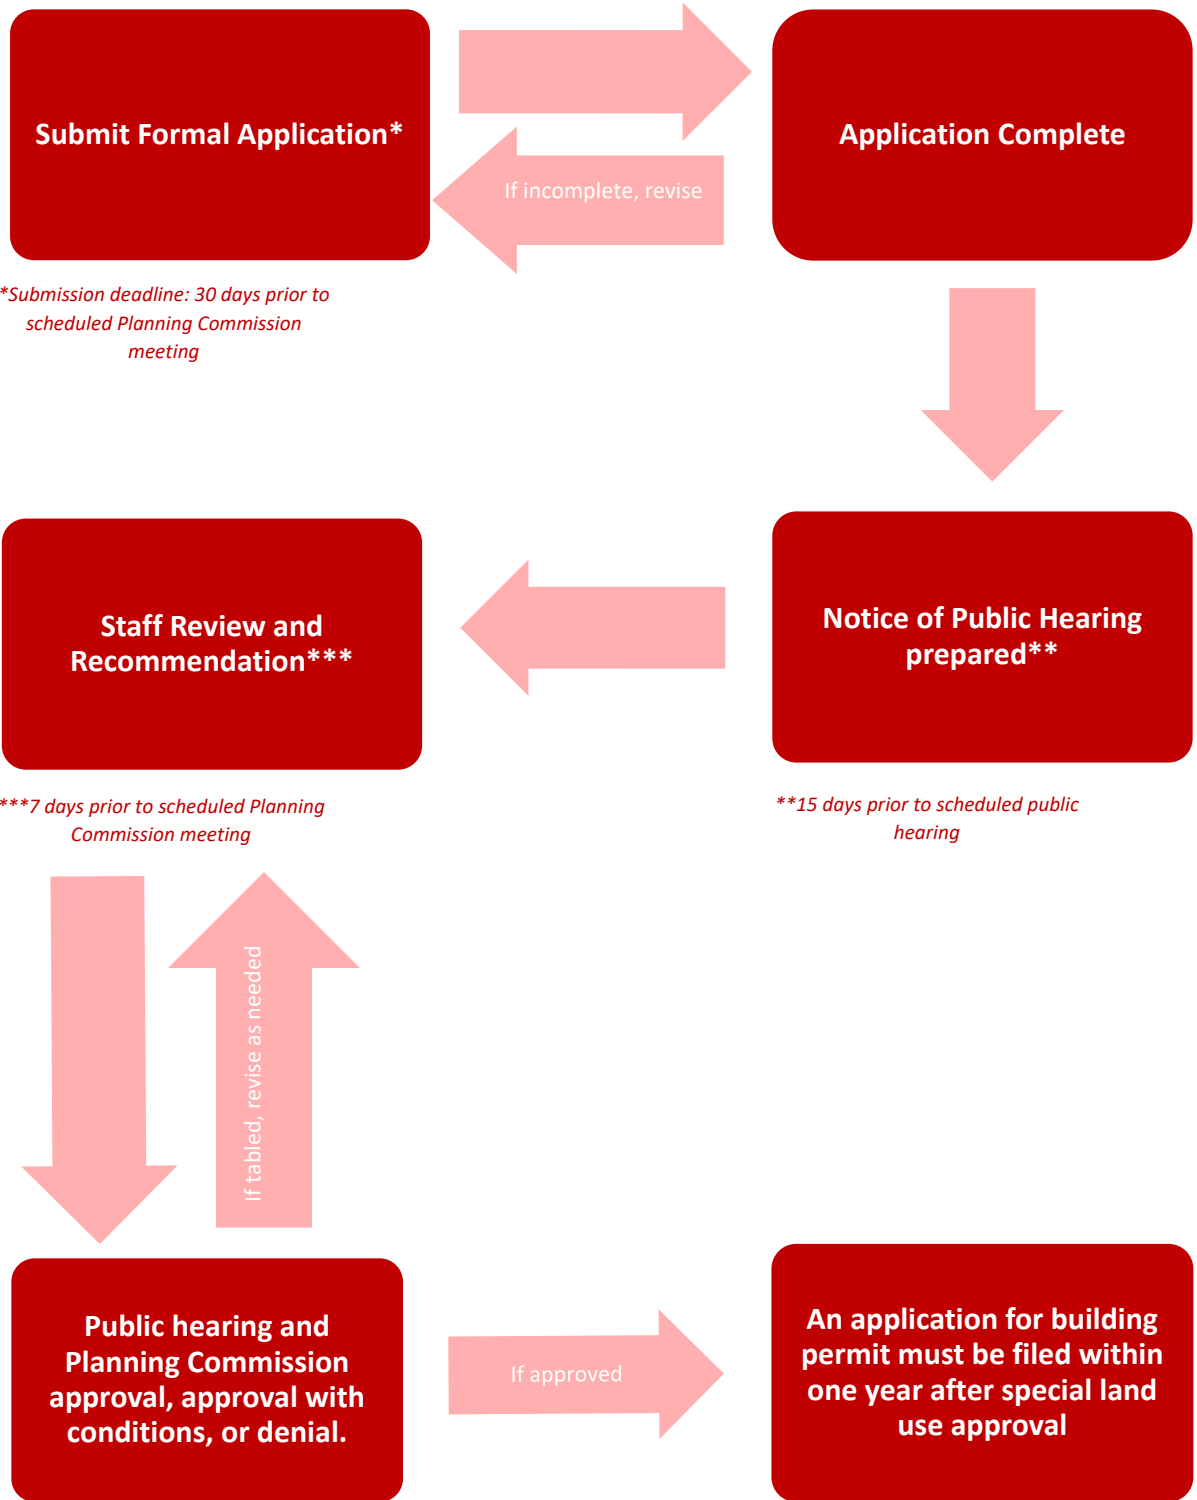 Submit Formal Application*
Application Complete
If incomplete, revise
*Submission deadline: 30 days prior to
scheduled Planning Commission
meeting
Staff Review and
Recommendation***
Notice of Public Hearing
prepared**
***7 days prior to scheduled Planning
Commission meeting
**15 days prior to scheduled public
hearing
If tabled, revise as needed
Public hearing and
Planning Commission
approval, approval with
conditions, or denial.
If approved
An application for building
permit must be filed within
one year after special land
use approval